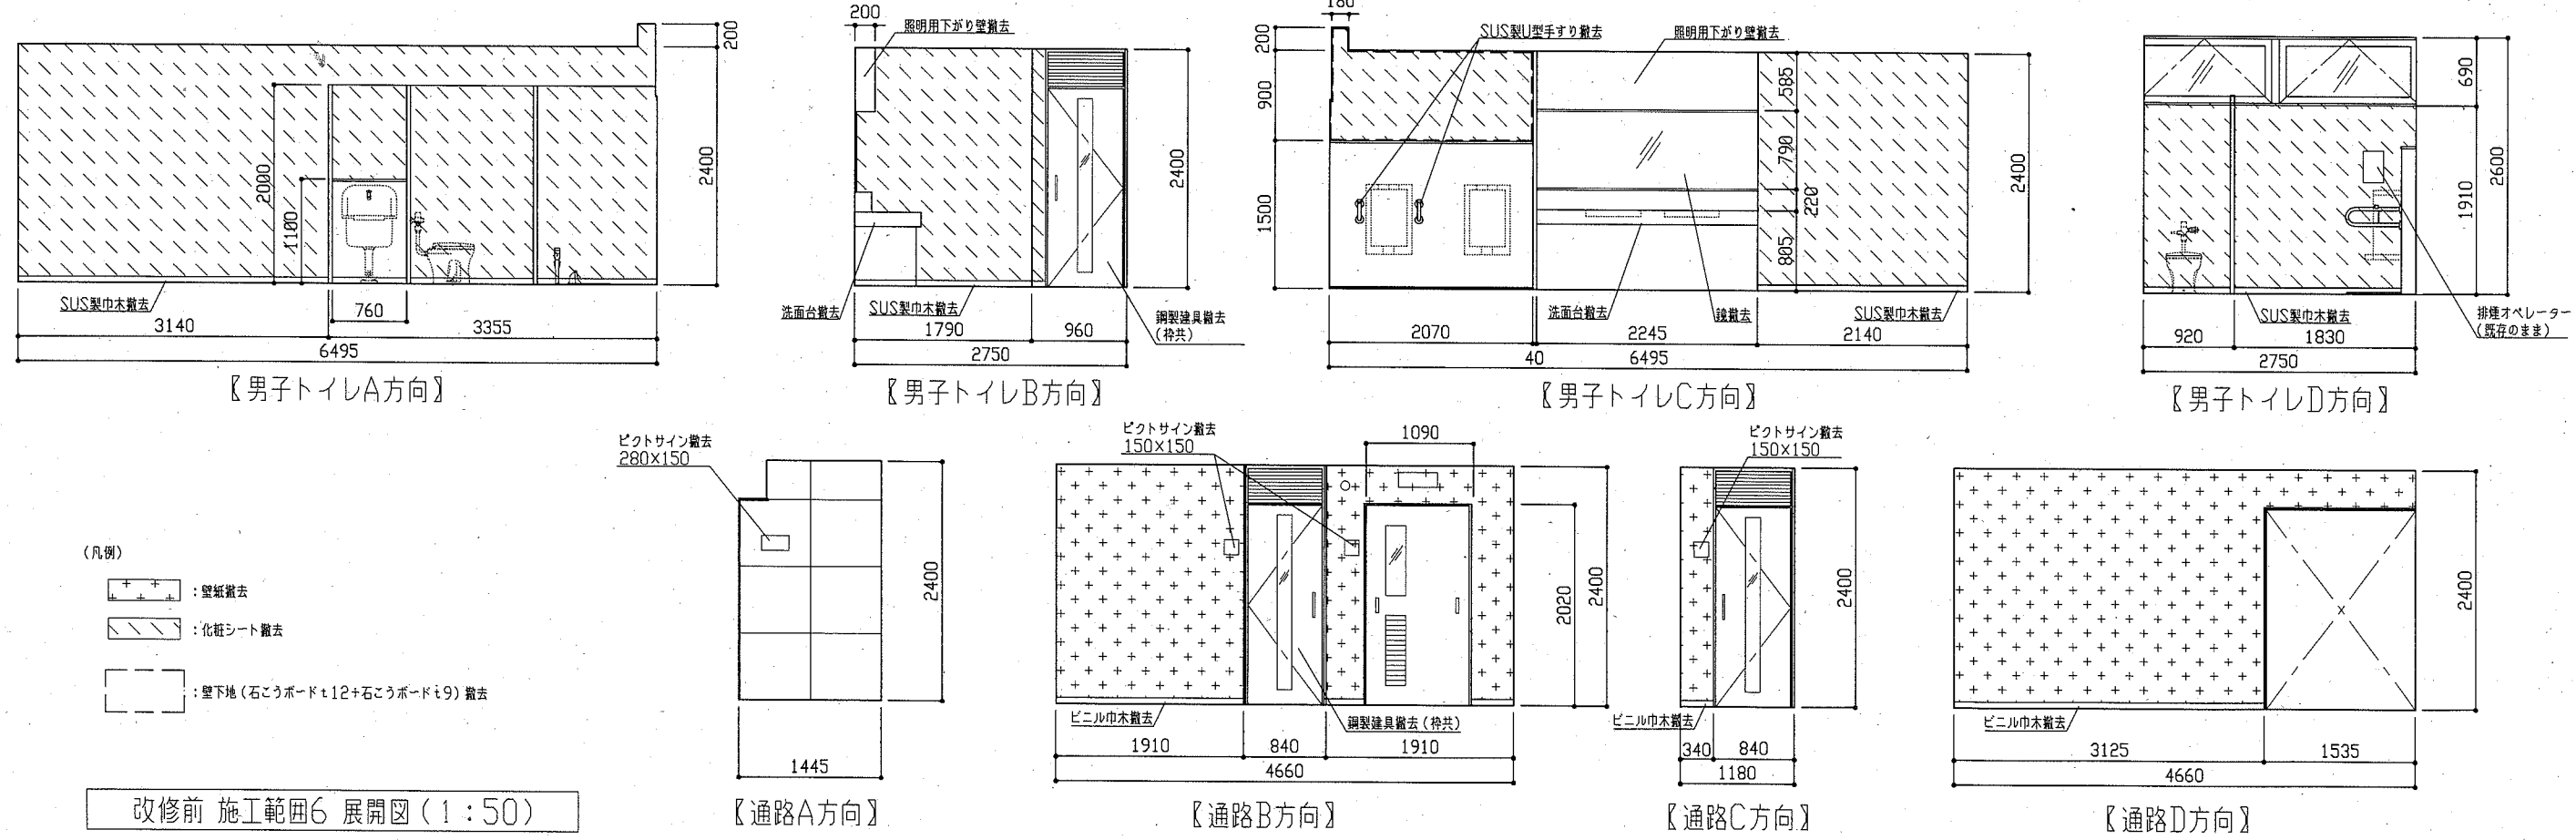 200
2400
2000
1100
SUS製巾木撤去
760
3140
3355
6495
【男子トイレA方向】
200
照明用下がり壁撤去
2400
洗面台撤去
SUS製巾木撤去
鋼製建具撤去
(枠共)
1790
960
2750
【男子トイレB方向】
180
200
900
1500
SUS製U型手すり撤去
照明用下がり壁撤去
585
790
220
805
2400
洗面台撤去
鏡撤去
SUS製巾木撤去
2070
2245
2140
40
6495
【男子トイレC方向】
690
1910
2600
SUS製巾木撤去
排煙オペレーター
(既存のまま)
920
1830
2750
【男子トイレD方向】
(凡例)
:壁紙撤去
:化粧シート撤去
:壁下地(石こうボードt12+石こうボードt9)撤去
改修前 施工範囲6 展開図(1:50)
ピクトサイン撤去
280×150
2400
1445
【通路A方向】
ピクトサイン撤去
150×150
1090
2020
2400
ビニル巾木撤去
鋼製建具撤去(枠共)
1910
840
1910
4660
【通路B方向】
ピクトサイン撤去
150×150
2400
ビニル巾木撤去
340
840
1180
【通路C方向】
2400
ビニル巾木撤去
3125
1535
4660
【通路D方向】